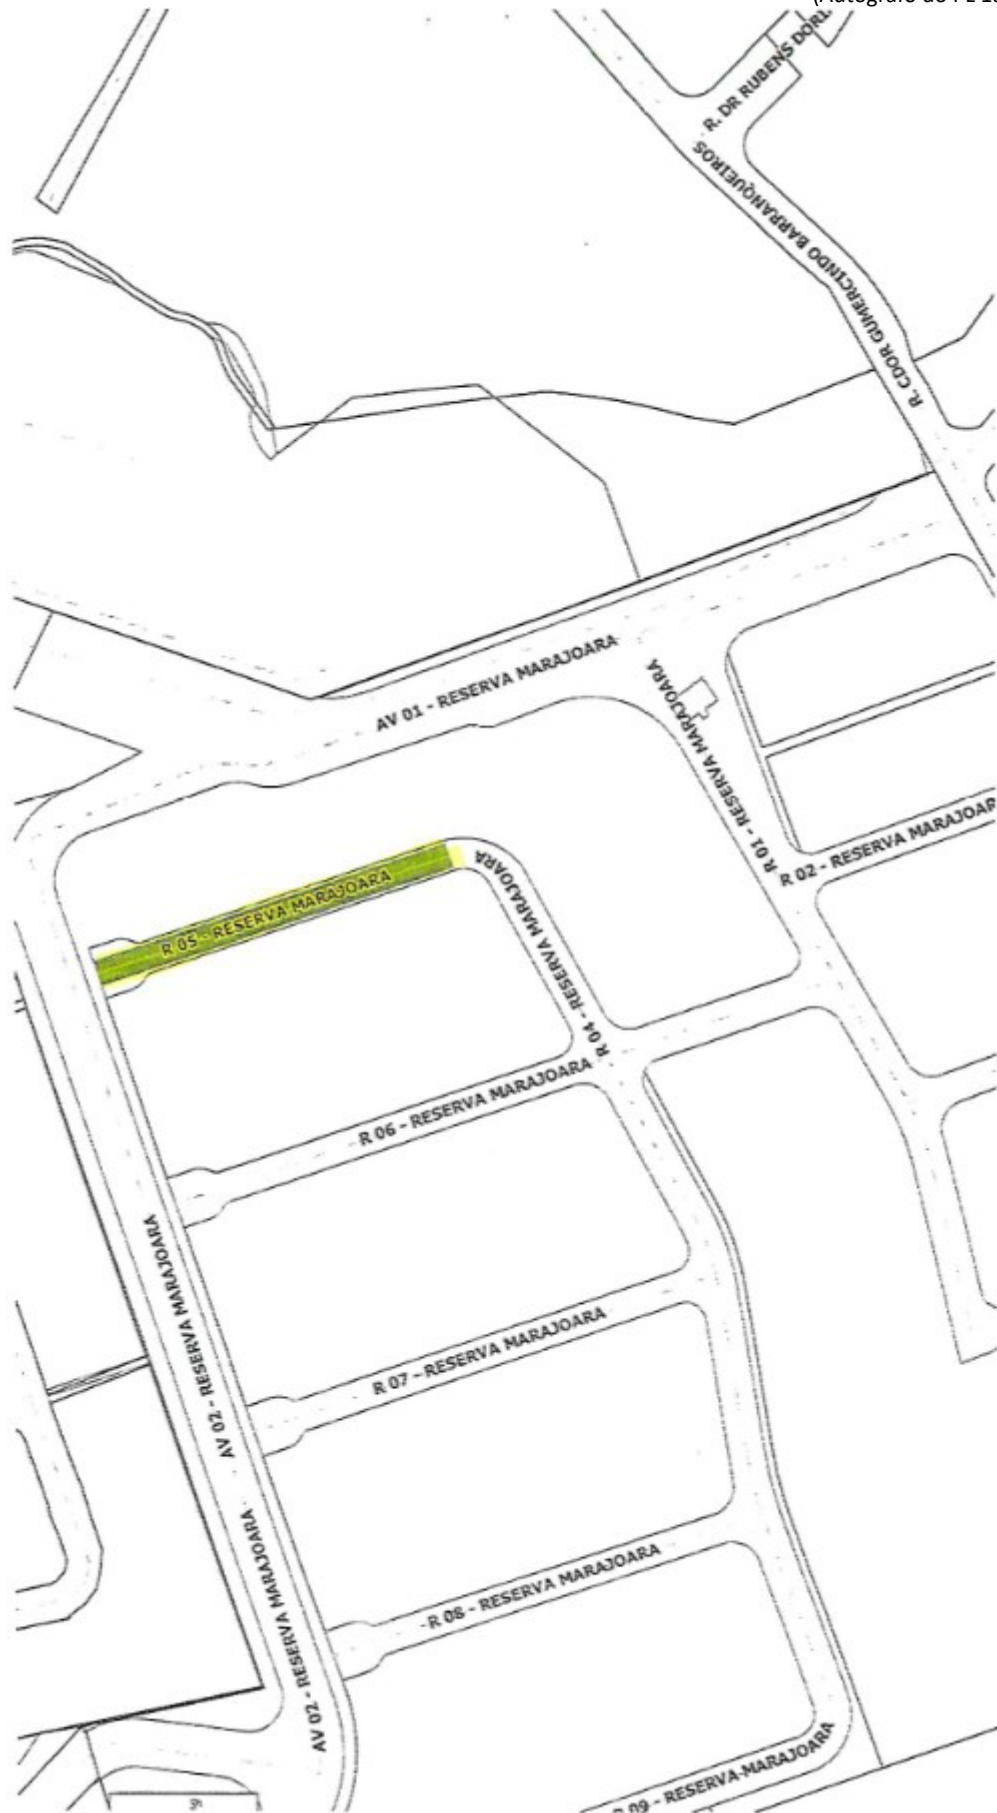 R. DR RUBENS
R. CDOR GUMERCINDO BARRANQUEIROS
AV 01 - RESERVA MARAJOARA
R 01 - RESERVA MARAJOARA
R 02 - RESERVA MARAJOAR
R 05 - RESERVA MARAJOARA
R 04 - RESERVA MARAJOARA
R 06 - RESERVA MARAJOARA
AV 02 - RESERVA MARAJOARA
R 07 - RESERVA MARAJOARA
R 08 - RESERVA MARAJOARA
AV 02 - RESERVA MARAJOARA
09 - RESERVA MARAJOARA